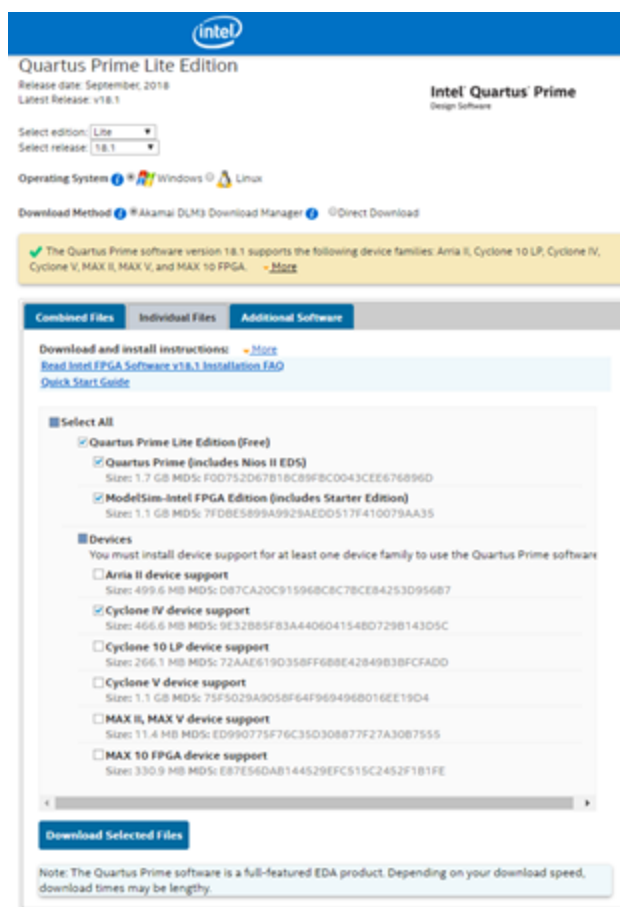 intel
Quartus Prime Lite Edition
Release date: September, 2018
Latest Release: v18.1
Intel Quartus Prime
Design Software
Select edition: Lite
Select release: 18.1
Operating System Windows Linux
Download Method Akamai DLM3 Download Manager Direct Download
The Quartus Prime software version 18.1 supports the following device families: Arria II, Cyclone 10 LP, Cyclone IV,
Cyclone V, MAX II, MAX V, and MAX 10 FPGA. More
Combined Files Individual Files Additional Software
Download and install instructions: More
Read Intel FPGA Software v18.1 Installation FAQ
Quick Start Guide
Select All
Quartus Prime Lite Edition (Free)
Quartus Prime (includes Nios II EDS)
Size: 1.7 GB MD5:
ModelSim-Intel FPGA Edition (includes Starter Edition)
Size: 1.1 GB MD5:
Devices
You must install device support for at least one device family to use the Quartus Prime software
Arria II device support
Size: 499.6 MB MD5:
Cyclone IV device support
Size: 466.6 MB MD5:
Cyclone 10 LP device support
Size: 266.1 MB MD5:
Cyclone V device support
Size: 1.1 GB MD5:
MAX II, MAX V device support
Size: 11.4 MB MD5:
MAX 10 FPGA device support
Size: 330.9 MB MD5:
Download Selected Files
Note: The Quartus Prime software is a full-featured EDA product. Depending on your download speed,
download times may be lengthy.